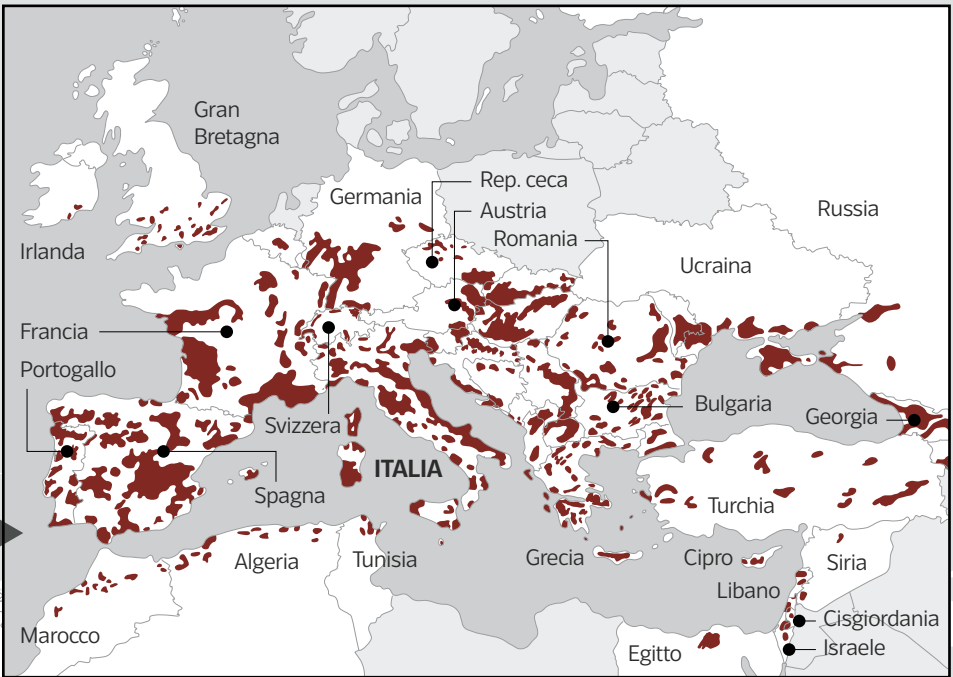 Gran
Bretagna
Irlanda
Germania
Rep. ceca
Austria
Romania
Russia
Ucraina
Francia
Portogallo
Svizzera
Spagna
ITALIA
Bulgaria
Georgia
Turchia
Grecia
Cipro
Siria
Libano
Cisgiordania
Israele
Egitto
Algeria
Tunisia
Marocco